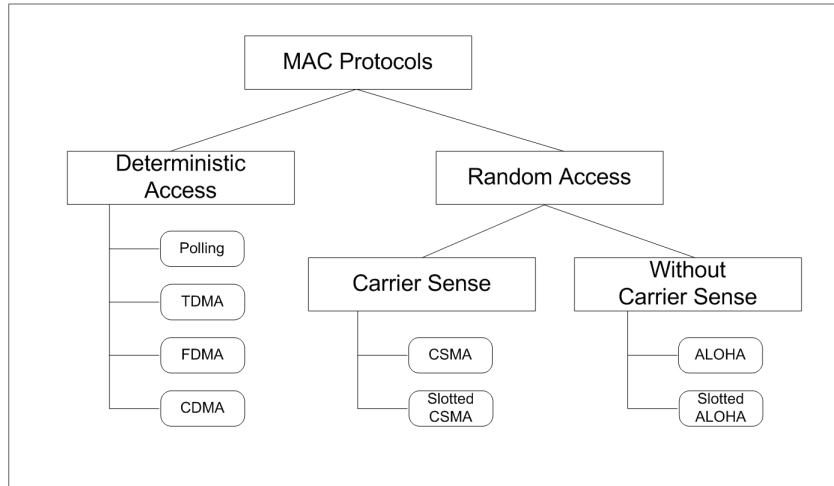 MAC Protocols
Deterministic
Access
Random Access
Polling
TDMA
FDMA
CDMA
Carrier Sense
CSMA
Slotted
CSMA
Without
Carrier Sense
ALOHA
Slotted
ALOHA